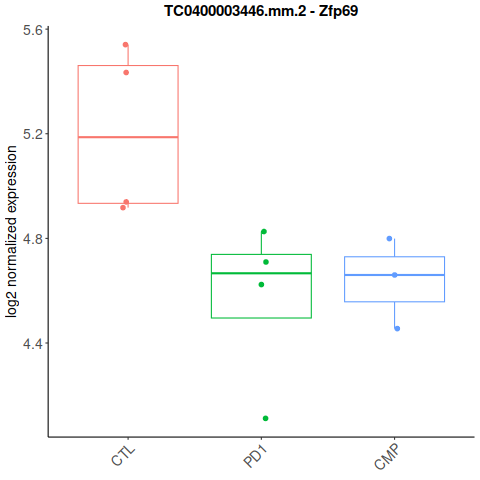 TC0400003446.mm.2 - Zfp69
log2 normalized expression
5.6
5.2
4.8
4.4
CTL
PD1
CMP